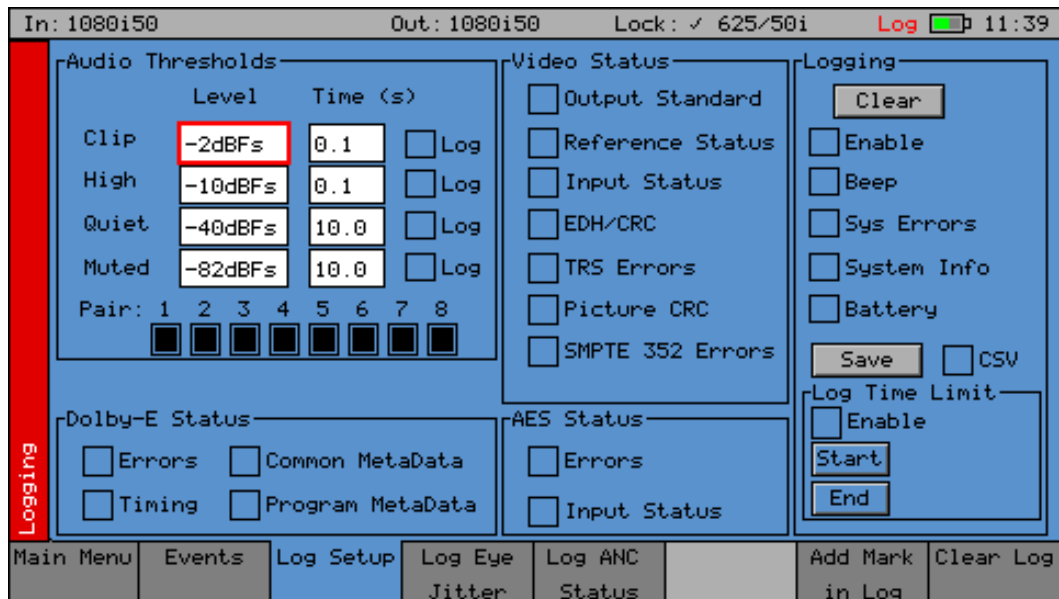 In: 1080i50 Out: 1080i50 Lock: ✓ 625/50i Log 11:39
Audio Thresholds
Level Time (s)
Clip -2dBFs 0.1 Log
High -10dBFs 0.1 Log
Quiet -40dBFs 10.0 Log
Muted -82dBFs 10.0 Log
Pair: 1 2 3 4 5 6 7 8
Video Status
Output Standard
Reference Status
Input Status
EDH/CRC
TRS Errors
Picture CRC
SMPTE 352 Errors
Logging
Clear
Enable
Beep
Sys Errors
System Info
Battery
Save CSV
Log Time Limit
Enable
Start
End
Dolby-E Status
Errors Common MetaData
Timing Program MetaData
AES Status
Errors
Input Status
Logging
Main Menu
Events
Log Setup
Log Eye
Jitter
Log ANC
Status
Add Mark
in Log
Clear Log